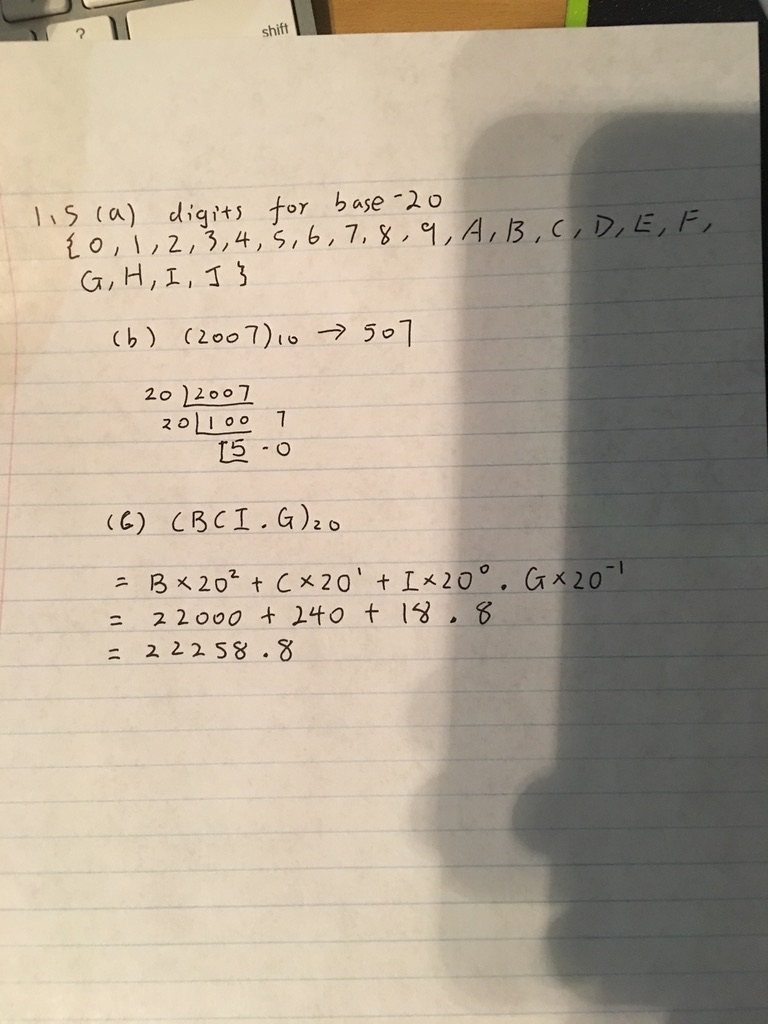 ?
shift
1.5 (a) digits for base-20
{0,1,2,3,4,5,6,7,8,9,A,B,C,D,E,F,
G,H,I,J}
(b) (2007)10 → 507
20 2007
20 100 7
5 - 0
(C) (BCI.G)20
= B×20² + C×20¹ + I×20⁰ . G×20⁻¹
= 22000 + 240 + 18 . 8
= 22258.8